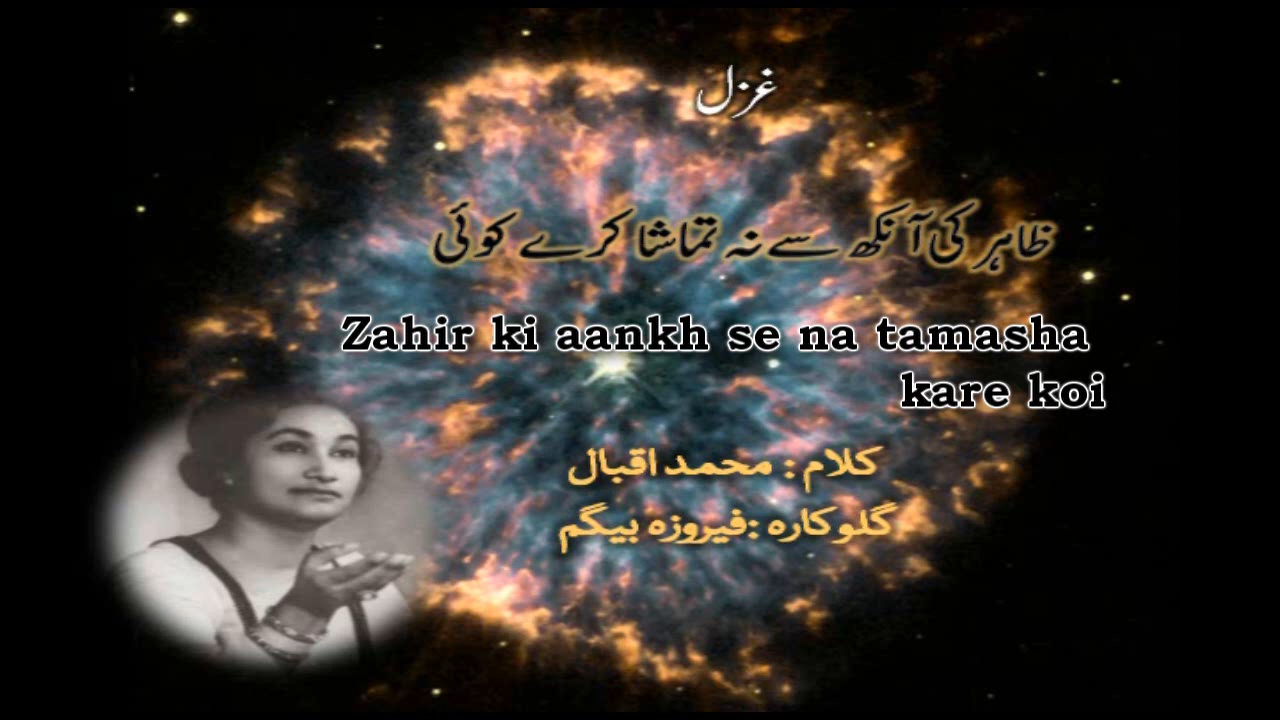 غزل
ظاہر کی آنکھ سے نہ تماشا کرے کوئی
Zahir ki aankh se na tamasha
kare koi
کلام : محمد اقبال
گلوکارہ :فیروزہ بیگم